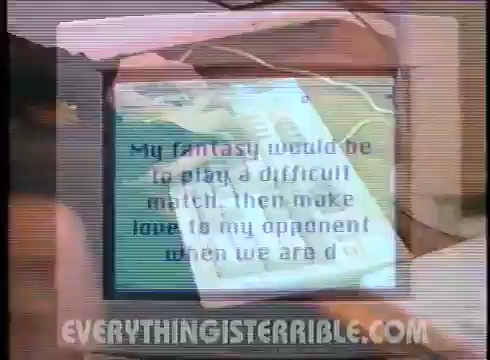 My fantasy would be
to play a difficult
match, then make
love to my opponent
when we are d
EVERYTHINGISTERRIBLE.COM